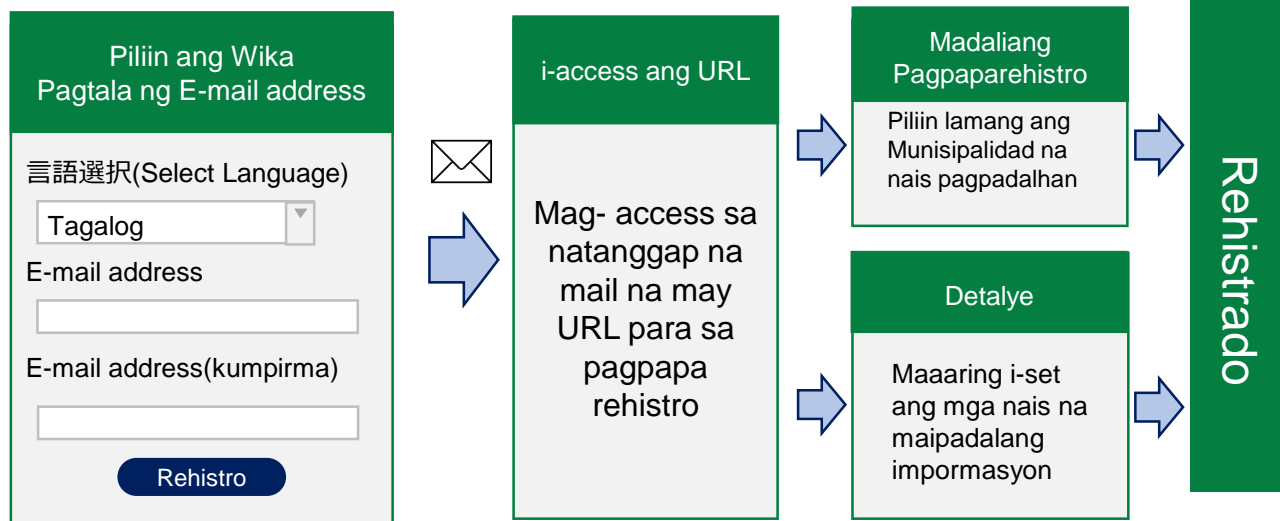 Piliin ang Wika
Pagtala ng E-mail address
言語選択(Select Language)
Tagalog
E-mail address
E-mail address(kumpirma)
Rehistro
i-access ang URL
Mag- access sa
natanggap na
mail na may
URL para sa
pagpapa
rehistro
Madaliang
Pagpaparehistro
Piliin lamang ang
Munisipalidad na
nais pagpadalhan
Detalye
Maaaring i-set
ang mga nais na
maipadalang
impormasyon
Rehistrado